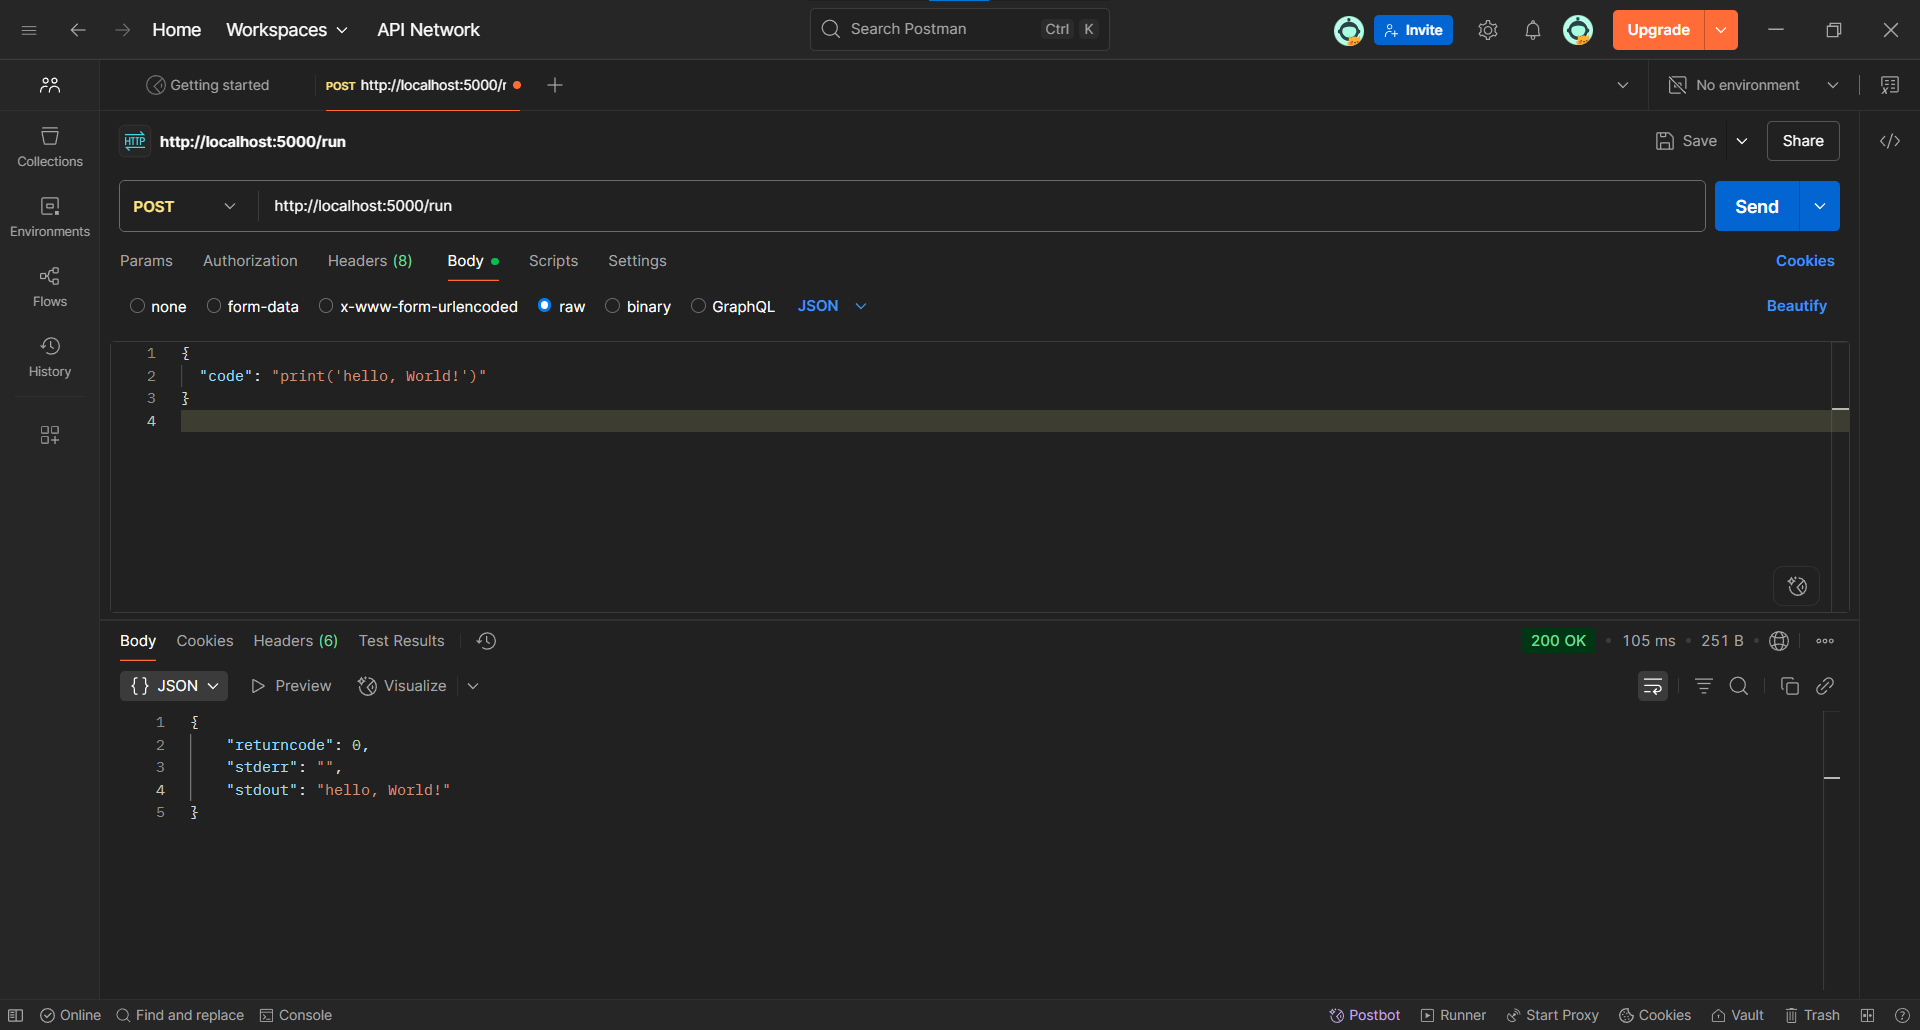 Home Workspaces API Network Search Postman Ctrl K Invite Upgrade
Getting started POST http://localhost:5000/r No environment
HTTP http://localhost:5000/run Save Share
Collections
POST http://localhost:5000/run Send
Environments
Params Authorization Headers (8) Body Scripts Settings Cookies
Flows
none form-data x-www-form-urlencoded raw binary GraphQL JSON Beautify
History
1 {
2 "code": "print('hello, World!')"
3 }
4
Body Cookies Headers (6) Test Results 200 OK 105 ms 251 B
{} JSON Preview Visualize
1 {
2 "returncode": 0,
3 "stderr": "",
4 "stdout": "hello, World!"
5 }
Online Find and replace Console Postbot Runner Start Proxy Cookies Vault Trash